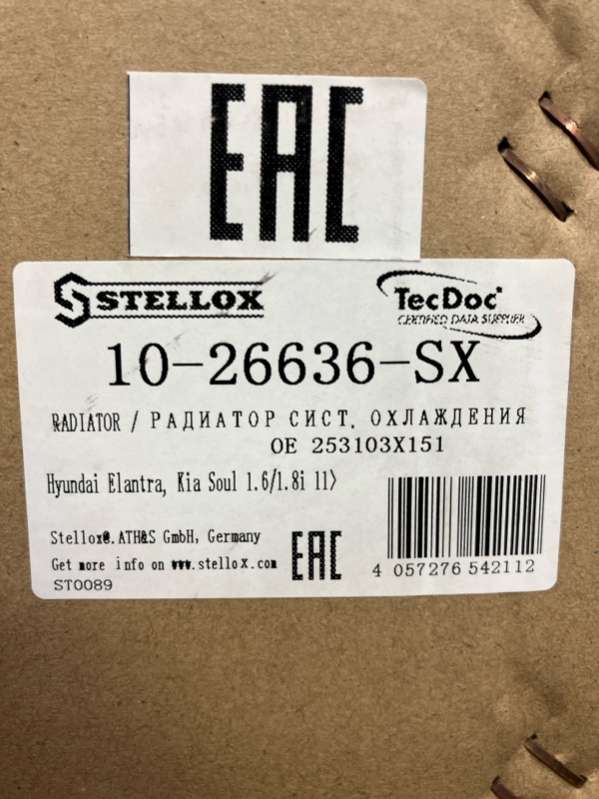 EAC
STELLOX
TecDoc
CERTIFIED DATA SUPPLIER
10-26636-SX
RADIATOR / РАДИАТОР СИСТ. ОХЛАЖДЕНИЯ
OE 253103X151
Hyundai Elantra, Kia Soul 1.6/1.8i 11>
Stellox®.ATH&S GmbH, Germany
Get more info on www.stellox.com
EAC
ST0089
4 057276 542112